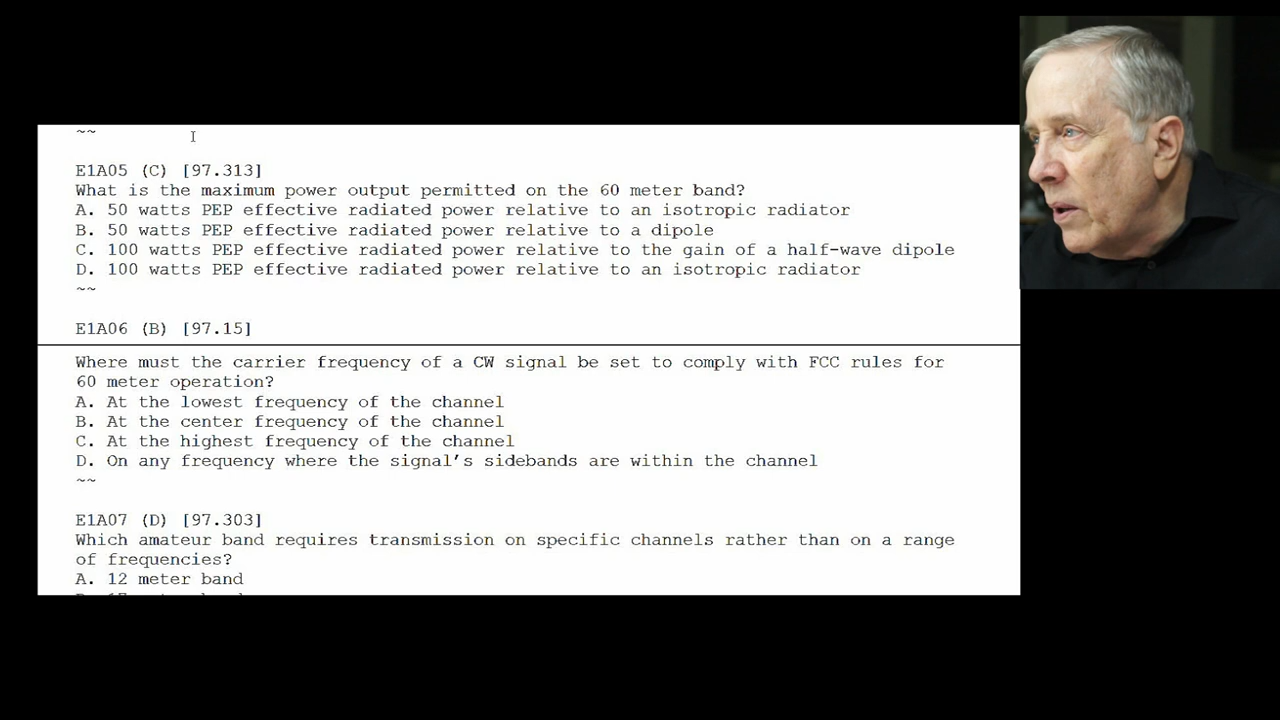 ~~
E1A05 (C) [97.313]
What is the maximum power output permitted on the 60 meter band?
A. 50 watts PEP effective radiated power relative to an isotropic radiator
B. 50 watts PEP effective radiated power relative to a dipole
C. 100 watts PEP effective radiated power relative to the gain of a half-wave dipole
D. 100 watts PEP effective radiated power relative to an isotropic radiator
~~
E1A06 (B) [97.15]
Where must the carrier frequency of a CW signal be set to comply with FCC rules for
60 meter operation?
A. At the lowest frequency of the channel
B. At the center frequency of the channel
C. At the highest frequency of the channel
D. On any frequency where the signal’s sidebands are within the channel
~~
E1A07 (D) [97.303]
Which amateur band requires transmission on specific channels rather than on a range
of frequencies?
A. 12 meter band